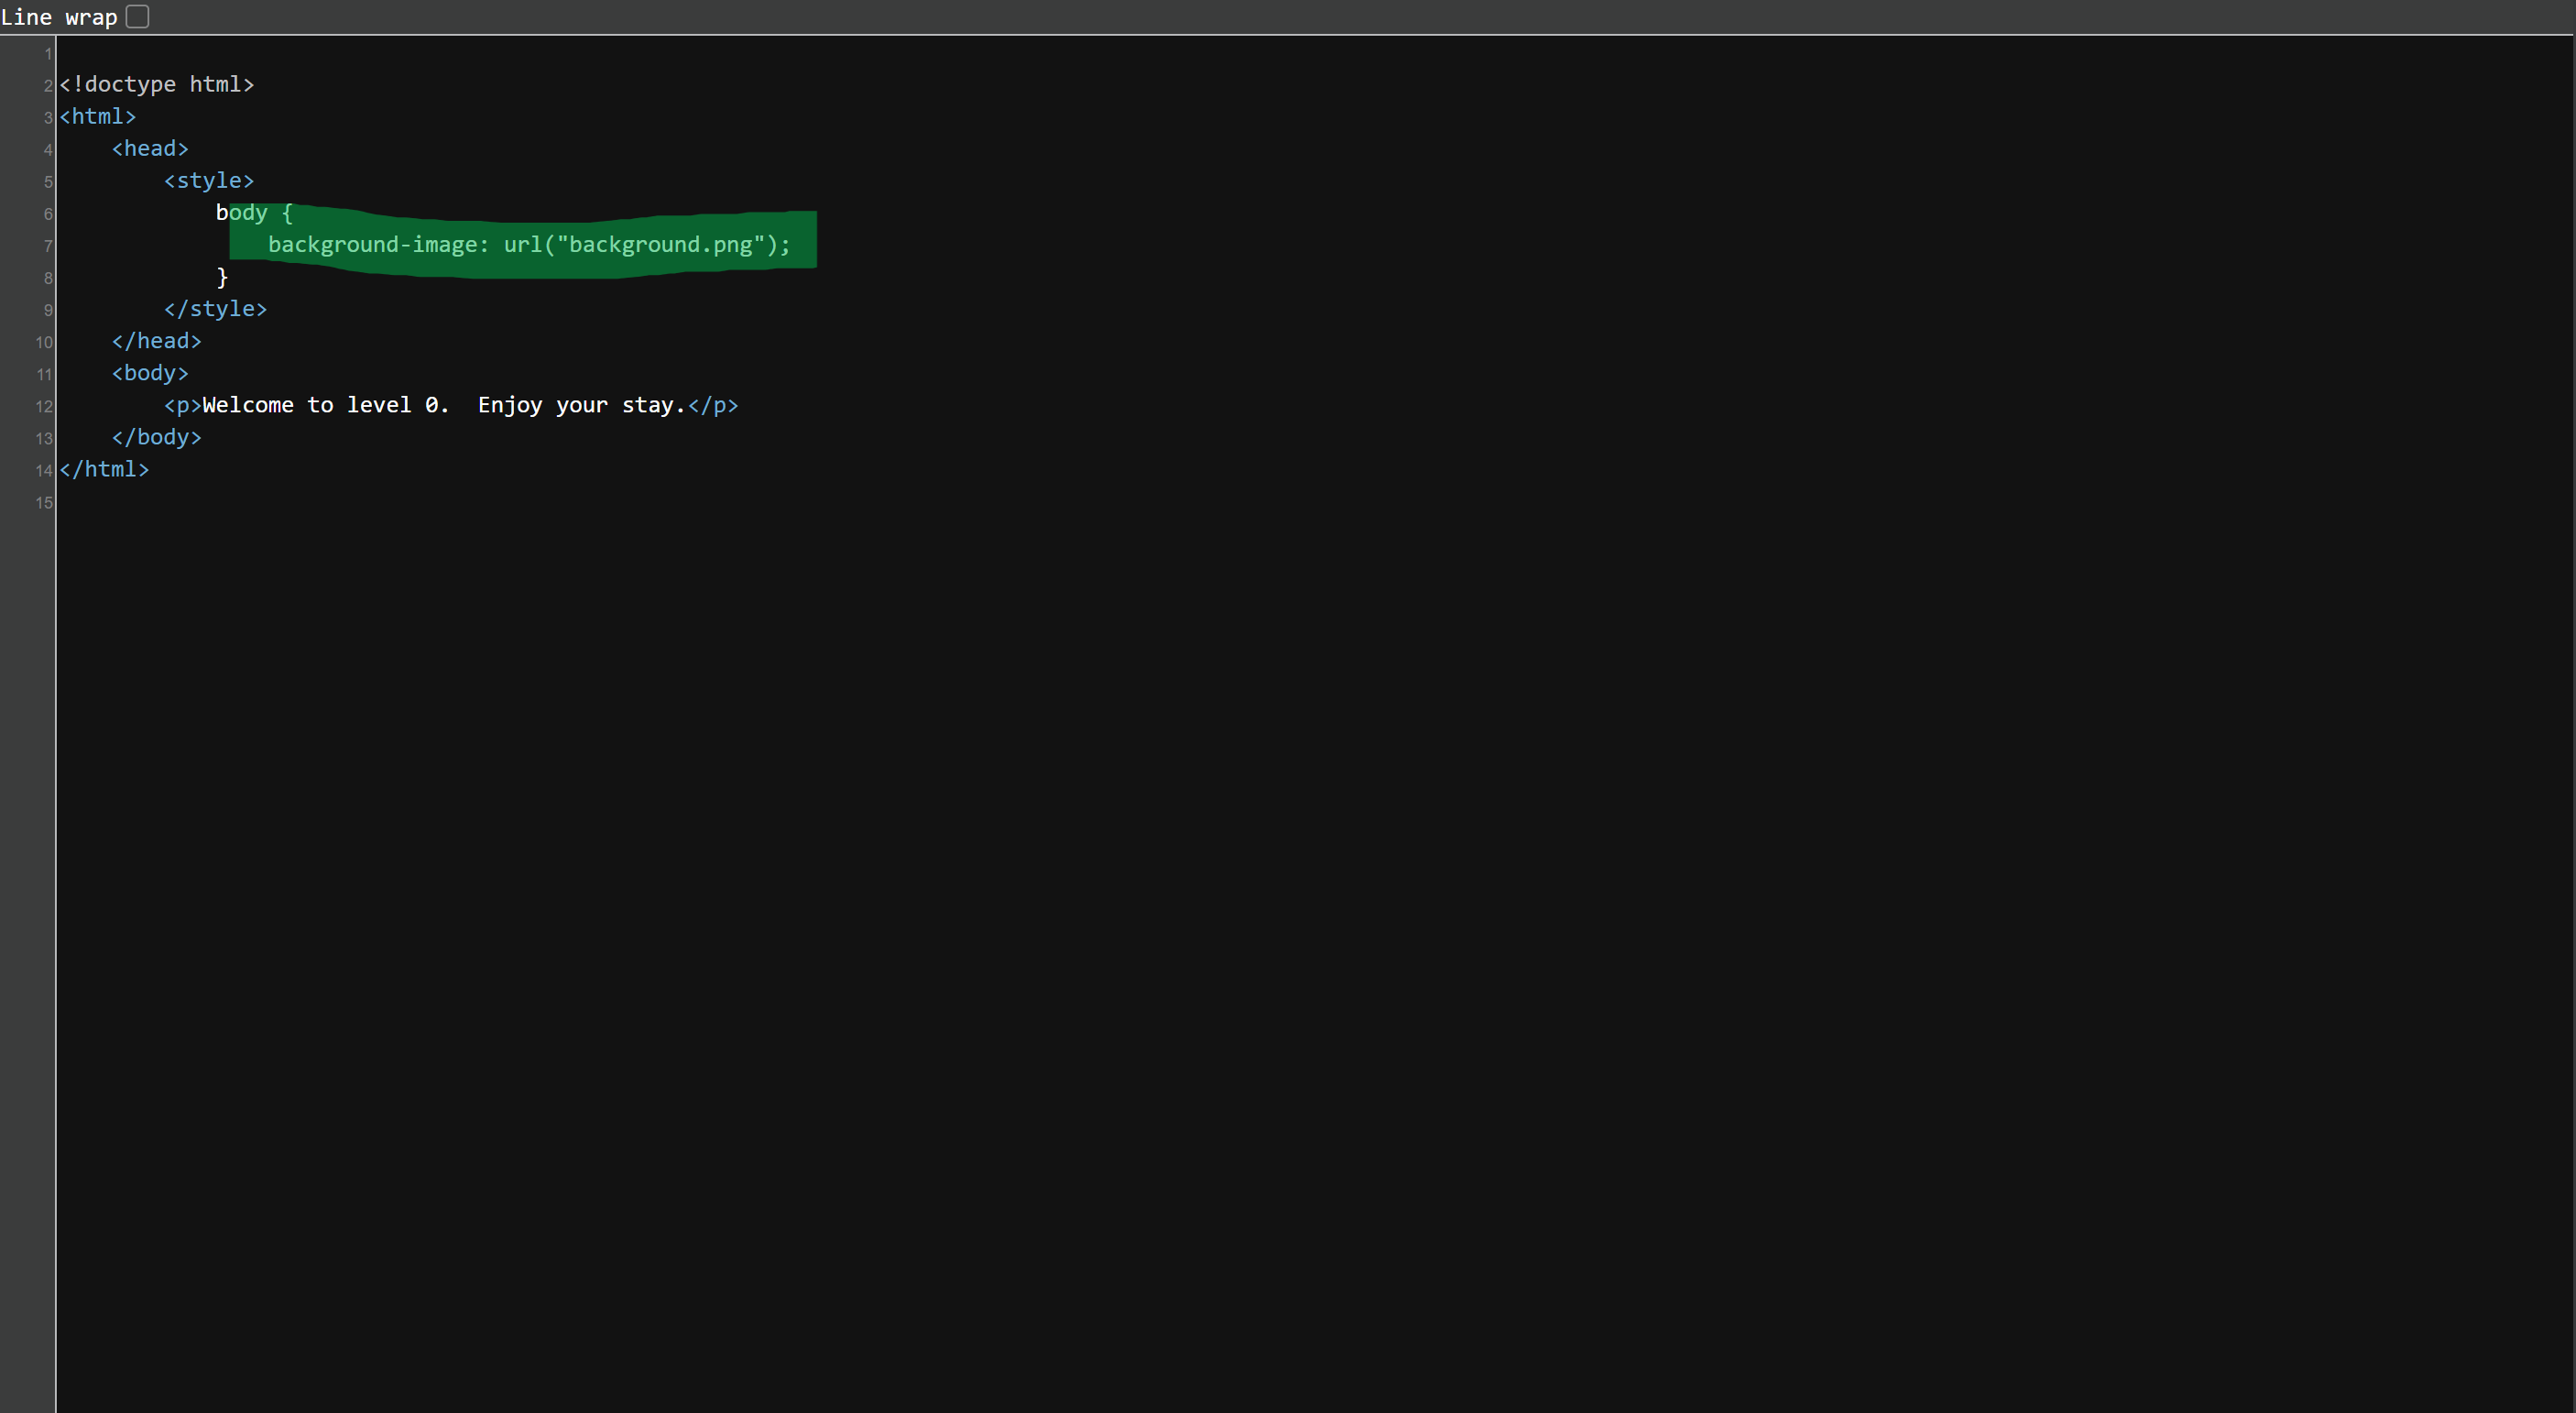 Line wrap
1
2 <!doctype html>
3 <html>
4     <head>
5         <style>
6             body {
7                 background-image: url("background.png");
8             }
9         </style>
10     </head>
11     <body>
12         <p>Welcome to level 0.  Enjoy your stay.</p>
13     </body>
14 </html>
15